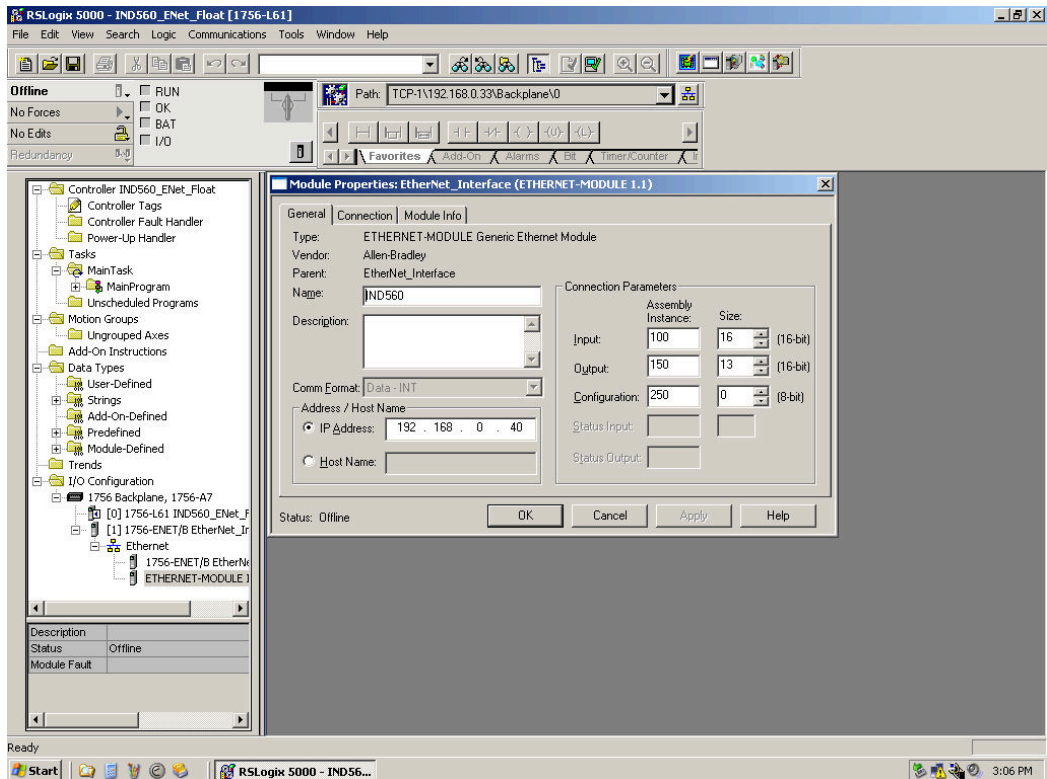 RSLogix 5000 - IND560_ENet_Float [1756-L61]
File Edit View Search Logic Communications Tools Window Help
Offline
RUN
No Forces
OK
No Edits
BAT
Redundancy
I/O
Path: TCP-1\192.168.0.33\Backplane\0
Favorites Add-On Alarms Bit Timer/Counter
Controller IND560_ENet_Float
Controller Tags
Controller Fault Handler
Power-Up Handler
Tasks
MainTask
MainProgram
Unscheduled Programs
Motion Groups
Ungrouped Axes
Add-On Instructions
Data Types
User-Defined
Strings
Add-On-Defined
Predefined
Module-Defined
Trends
I/O Configuration
1756 Backplane, 1756-A7
[0] 1756-L61 IND560_ENet_F
[1] 1756-ENET/B EtherNet_Ir
Ethernet
1756-ENET/B EtherNe
ETHERNET-MODULE I
Description
Status Offline
Module Fault
Module Properties: EtherNet_Interface (ETHERNET-MODULE 1.1)
General Connection Module Info
Type: ETHERNET-MODULE Generic Ethernet Module
Vendor: Allen-Bradley
Parent: EtherNet_Interface
Name: IND560
Description:
Comm Format: Data - INT
Address / Host Name
IP Address: 192 . 168 . 0 . 40
Host Name:
Connection Parameters
Assembly
Instance: Size:
Input: 100 16 (16-bit)
Output: 150 13 (16-bit)
Configuration: 250 0 (8-bit)
Status Input:
Status Output:
Status: Offline
OK Cancel Apply Help
Ready
Start
RSLogix 5000 - IND56...
3:06 PM